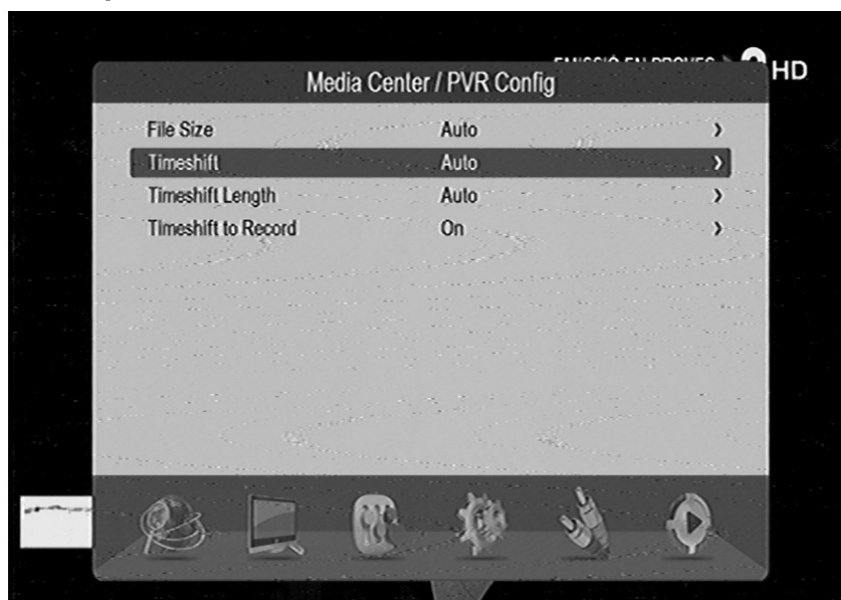 HD
Media Center / PVR Config
File Size Auto
Timeshift Auto
Timeshift Length Auto
Timeshift to Record On